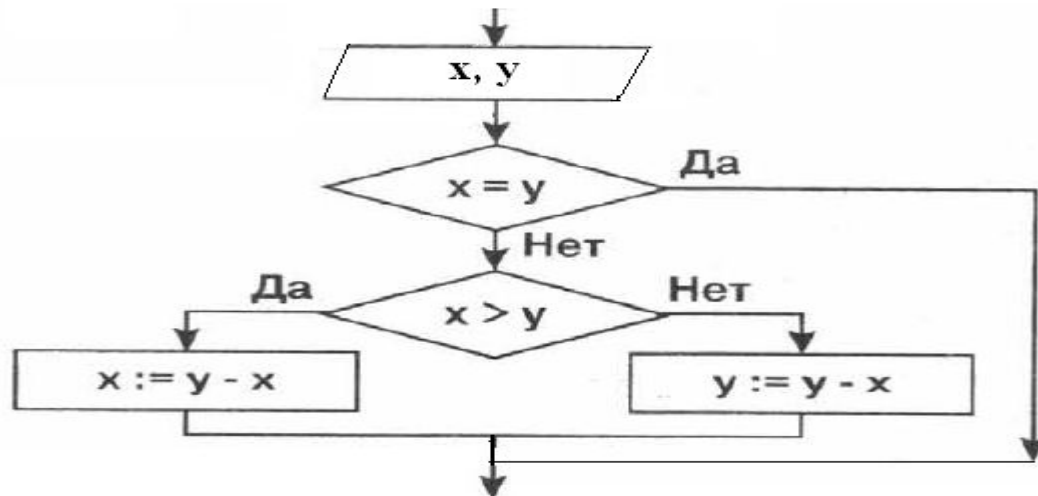 x, y
x = y
Да
Нет
Да
x > y
Нет
x := y - x
y := y - x